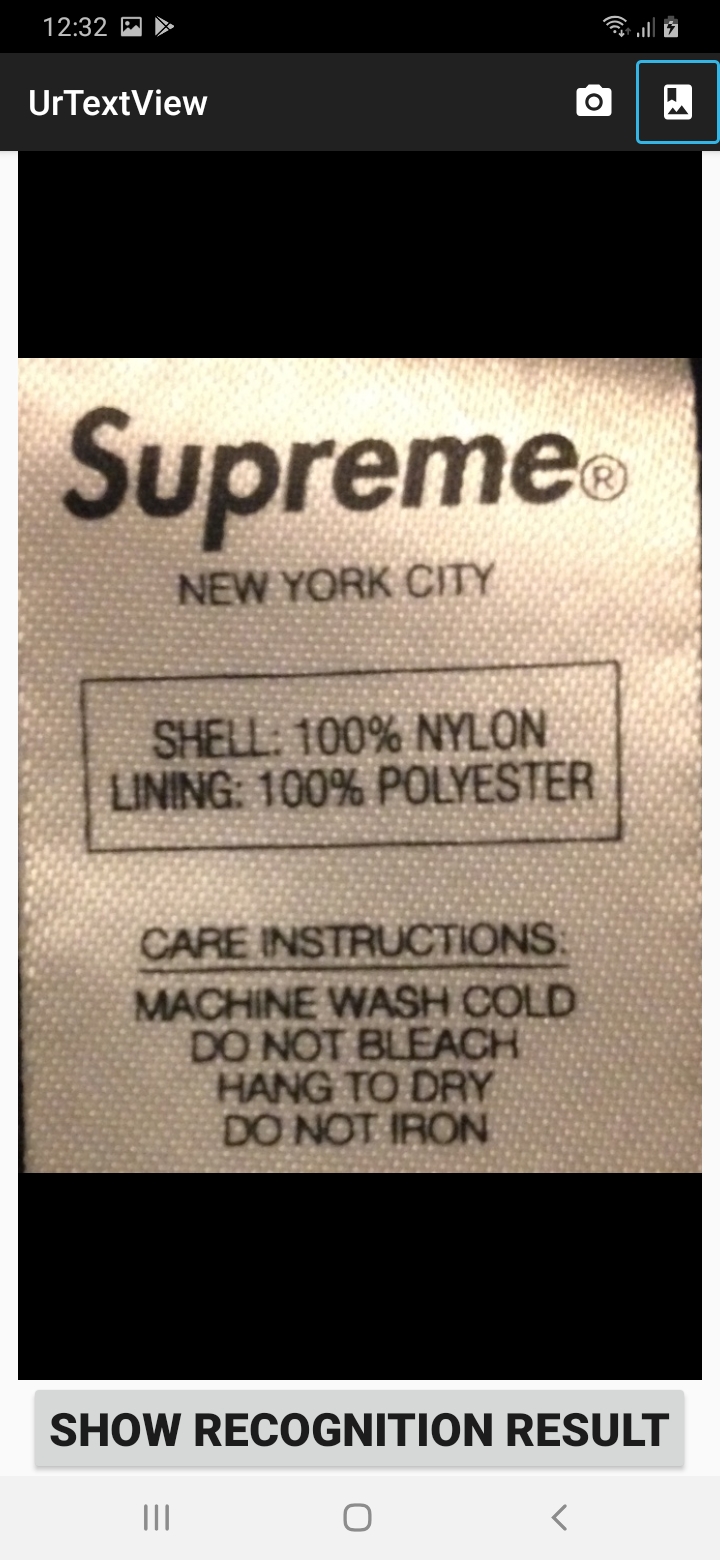 12:32
UrTextView
Supreme®
NEW YORK CITY
SHELL: 100% NYLON
LINING: 100% POLYESTER
CARE INSTRUCTIONS:
MACHINE WASH COLD
DO NOT BLEACH
HANG TO DRY
DO NOT IRON
SHOW RECOGNITION RESULT